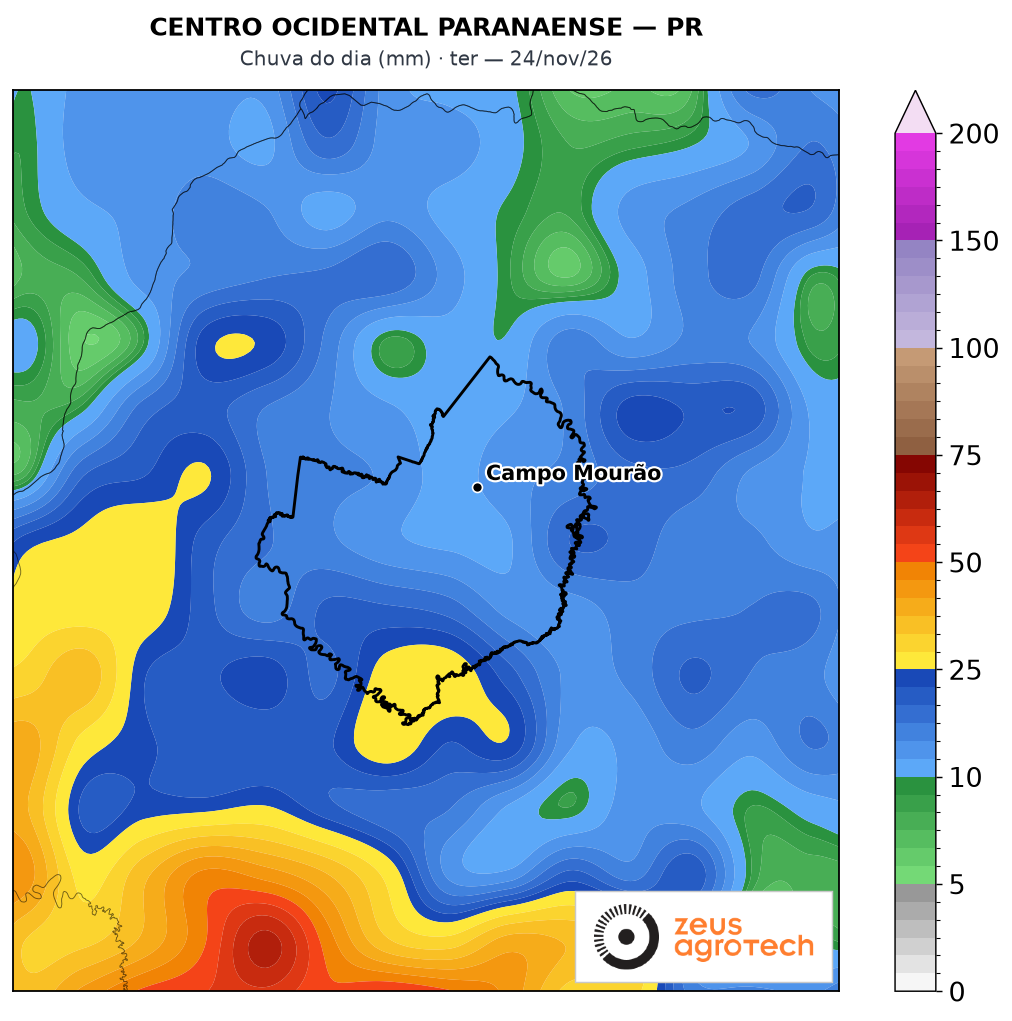 CENTRO OCIDENTAL PARANAENSE — PR
Chuva do dia (mm) · ter — 24/nov/26
Campo Mourão
200
150
100
75
50
25
10
5
0
zeus
agrotech